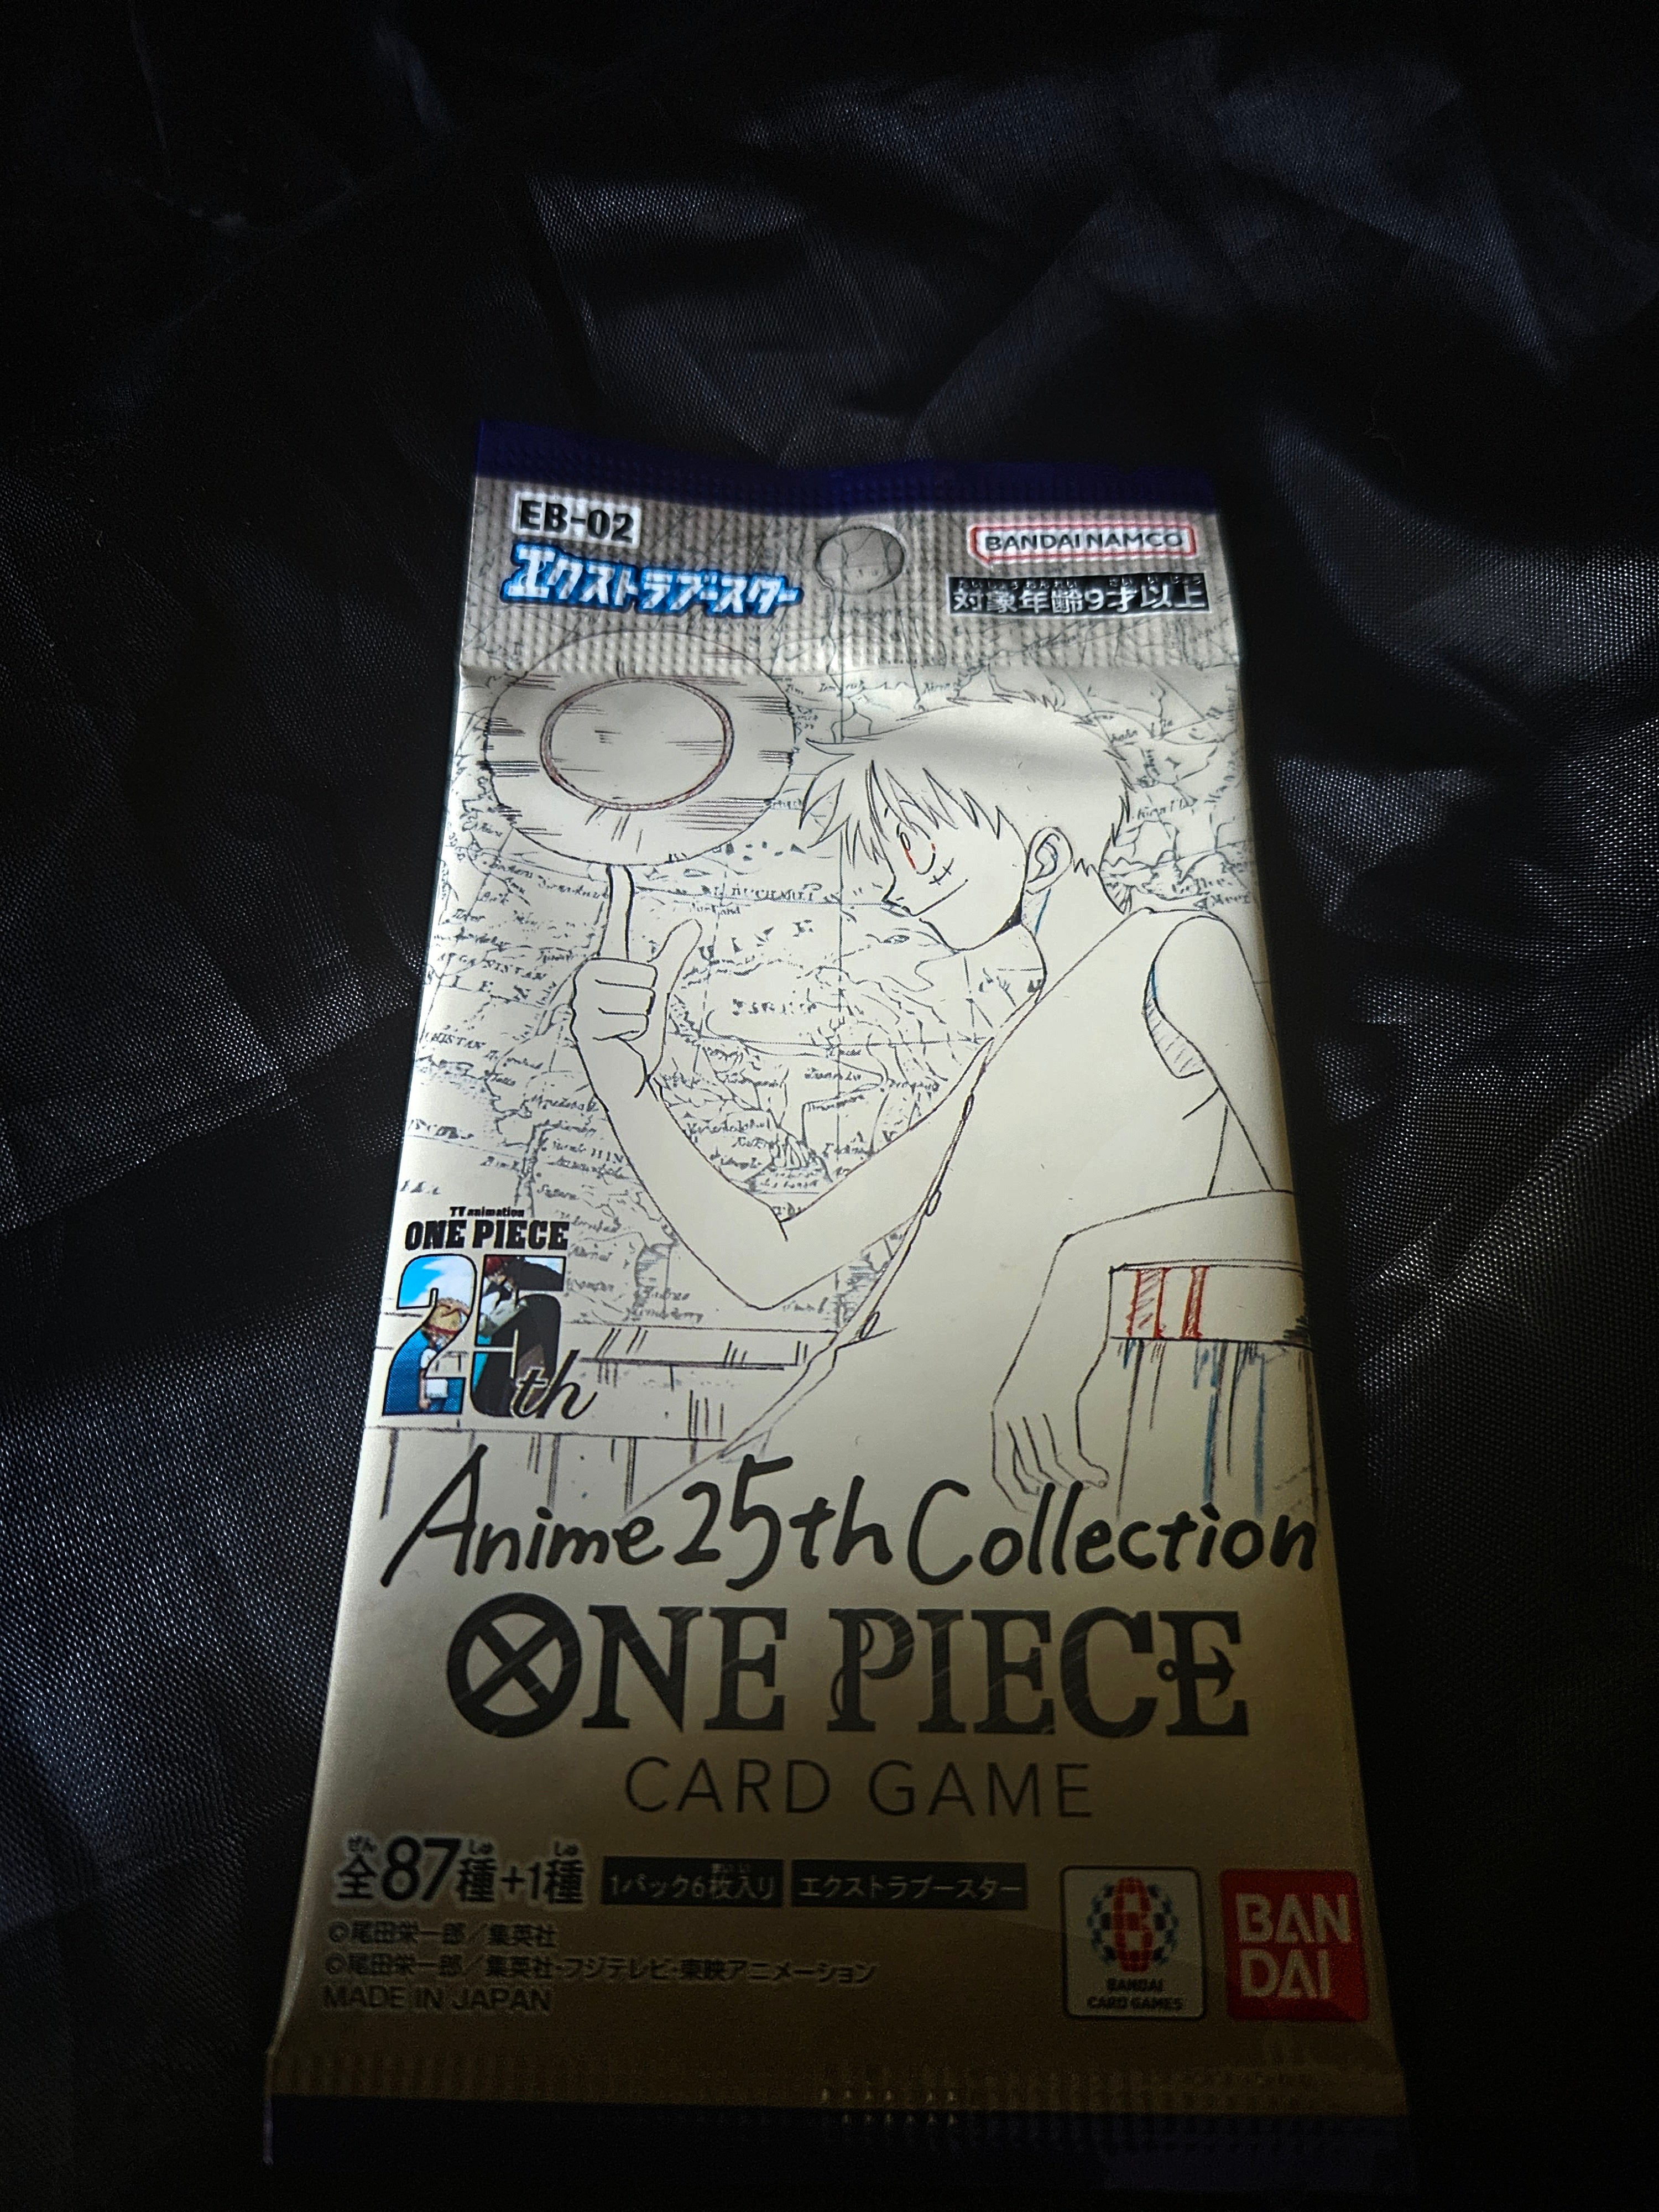 EB-02
エクストラブースター
BANDAI NAMCO
対象年齢9才以上
TV animation
ONE PIECE
25th
Anime 25th Collection
ONE PIECE
CARD GAME
全87種+1種
1パック6枚入り
エクストラブースター
©尾田栄一郎/集英社
©尾田栄一郎/集英社・フジテレビ・東映アニメーション
MADE IN JAPAN
BANDAI
CARD GAMES
BAN
DAI